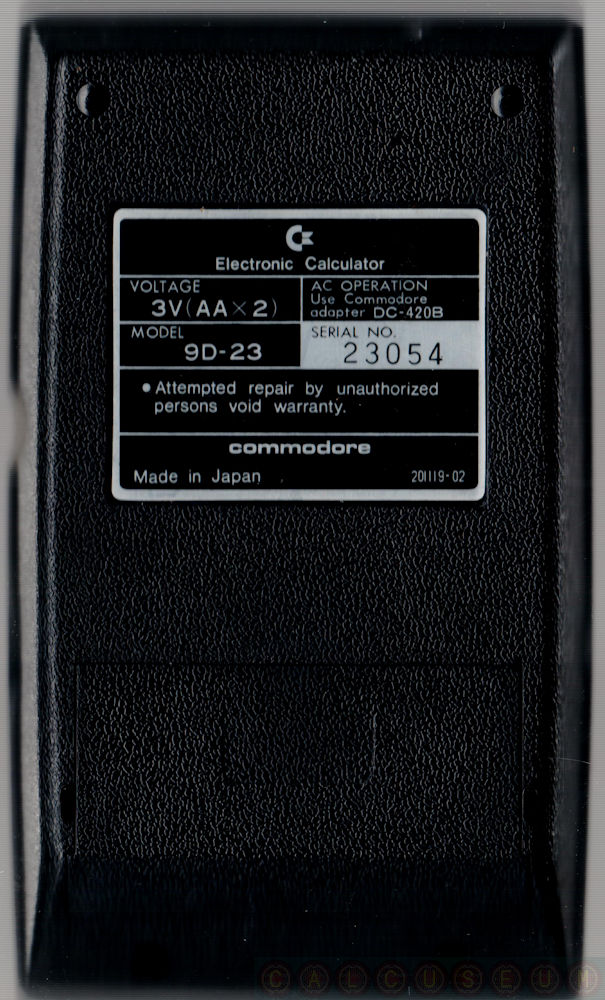 Electronic Calculator
VOLTAGE
3V(AA×2)
AC OPERATION
Use Commodore
adapter DC-420B
MODEL
9D-23
SERIAL NO.
23054
• Attempted repair by unauthorized
persons void warranty.
commodore
Made in Japan
201119-02
CALCUSEUM